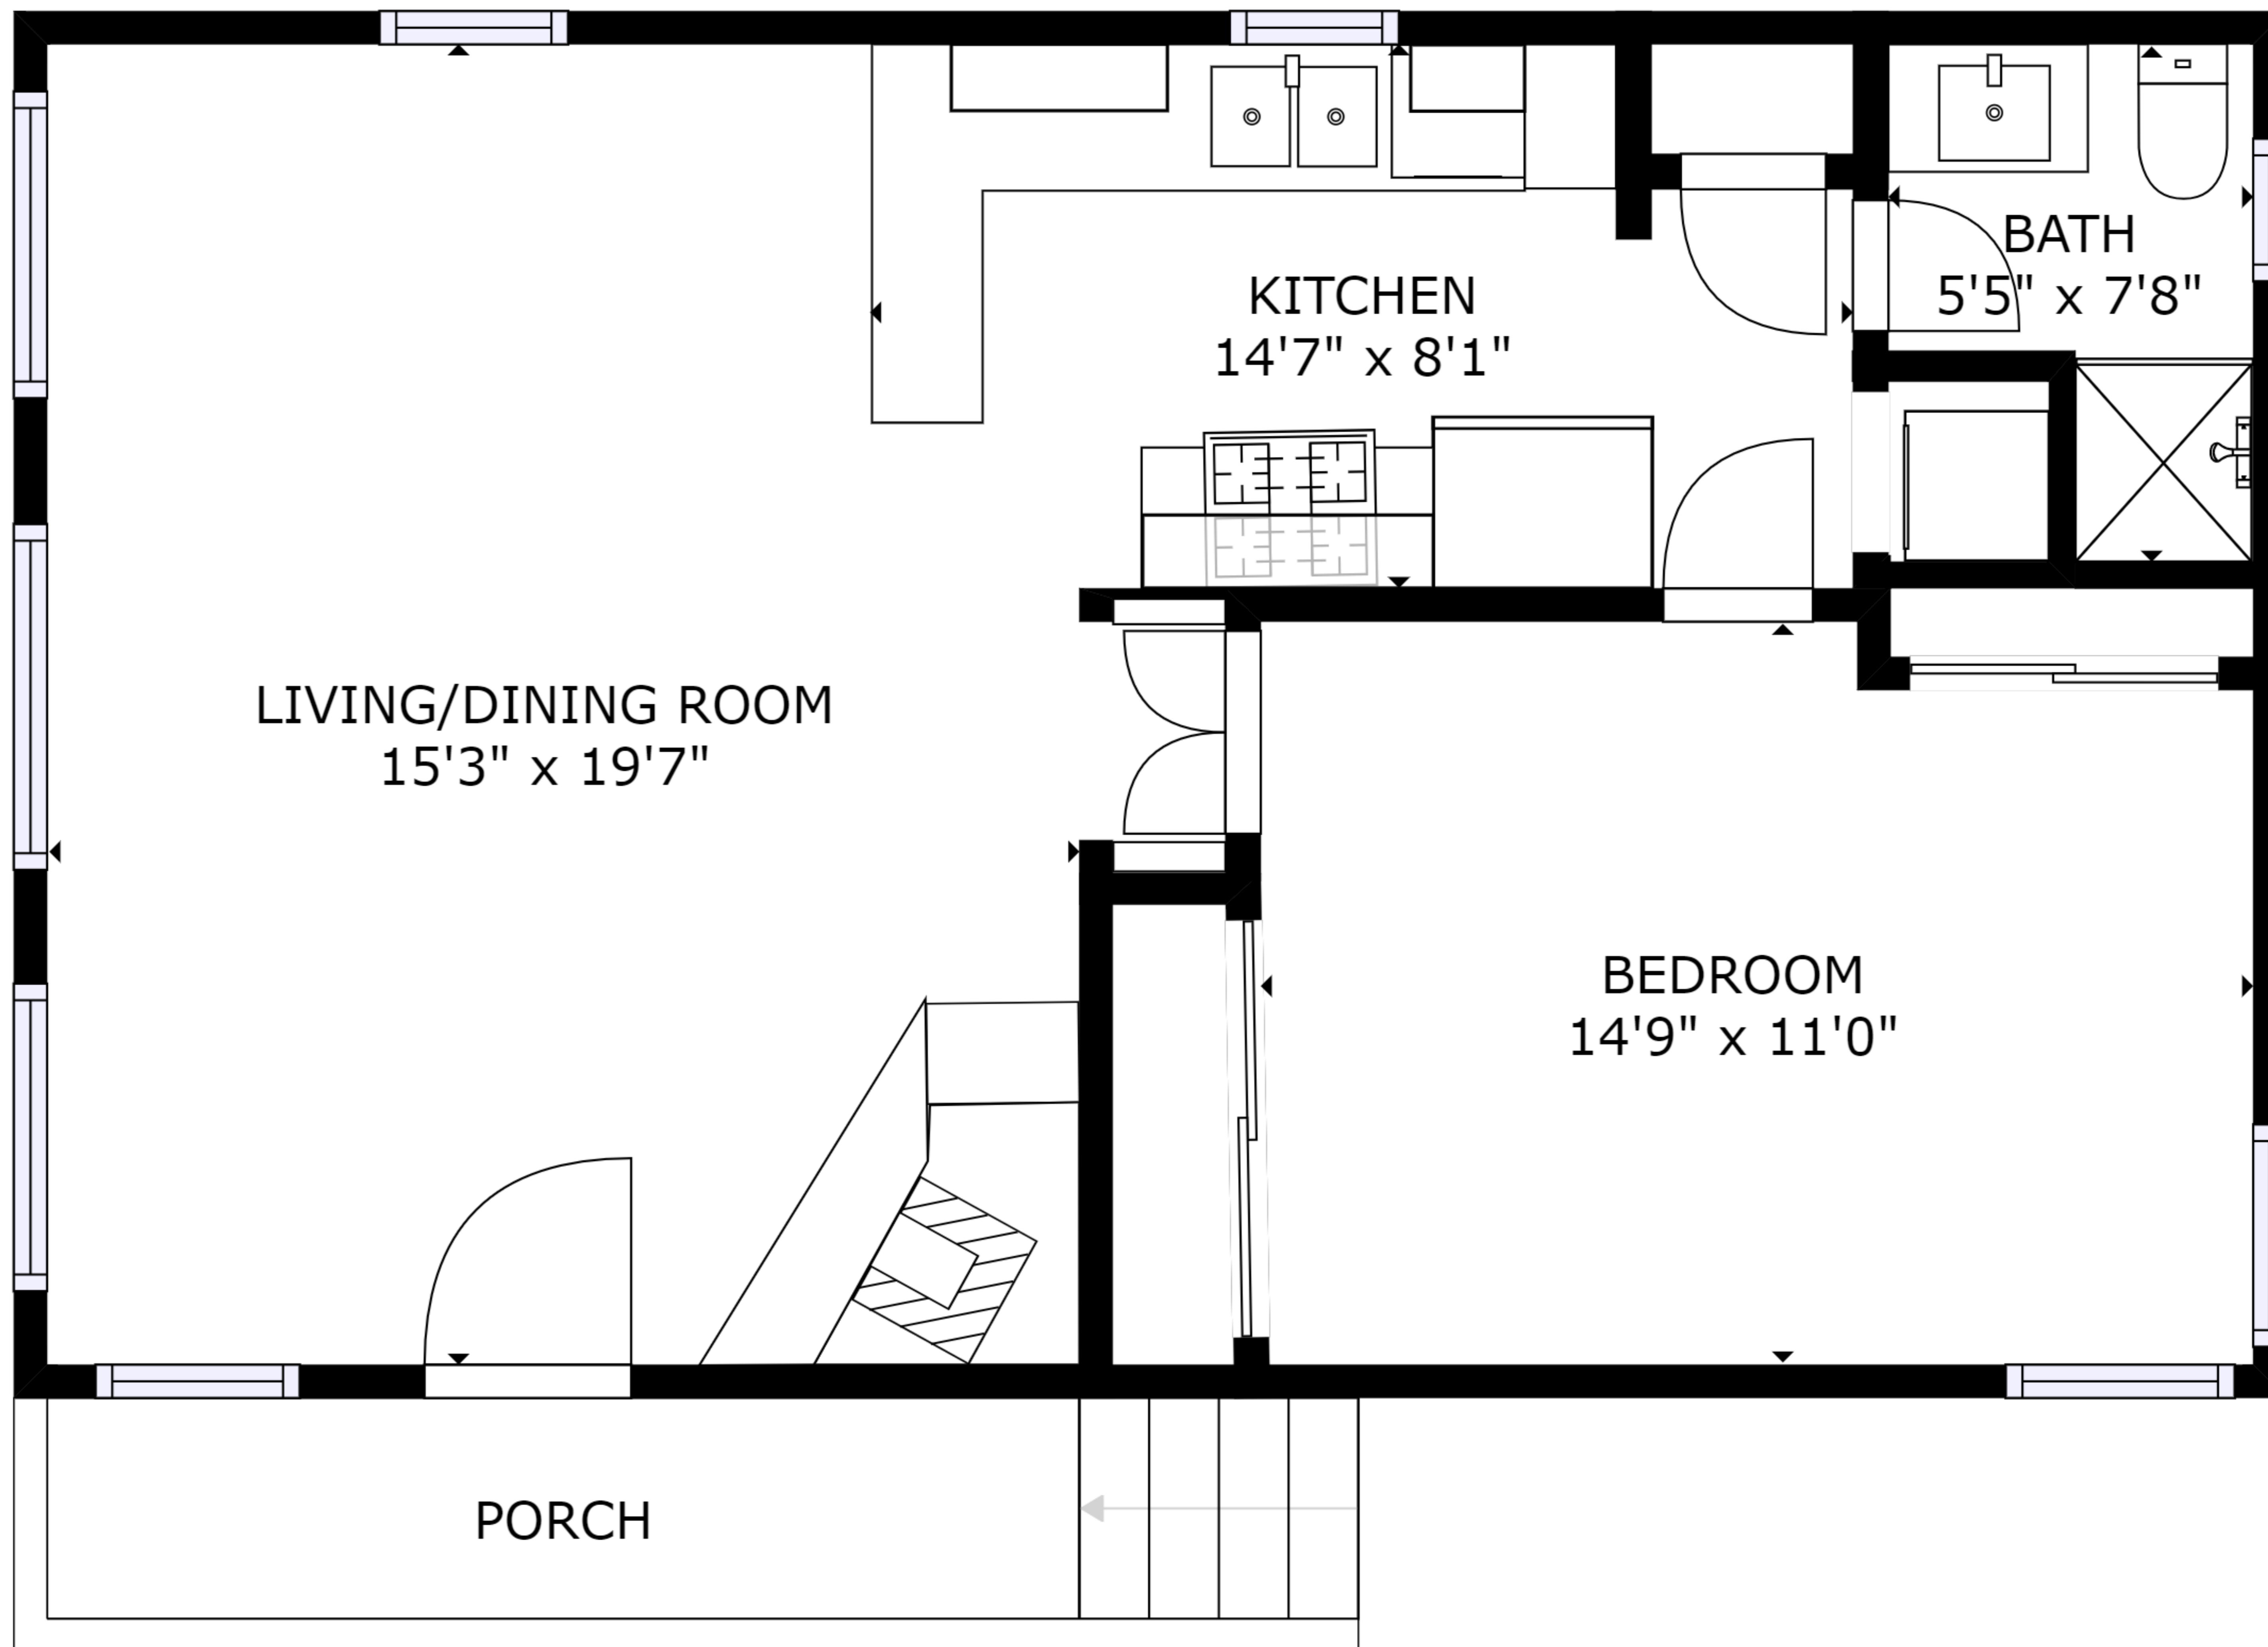 BATH
5'5" x 7'8"
KITCHEN
14'7" x 8'1"
LIVING/DINING ROOM
15'3" x 19'7"
BEDROOM
14'9" x 11'0"
PORCH